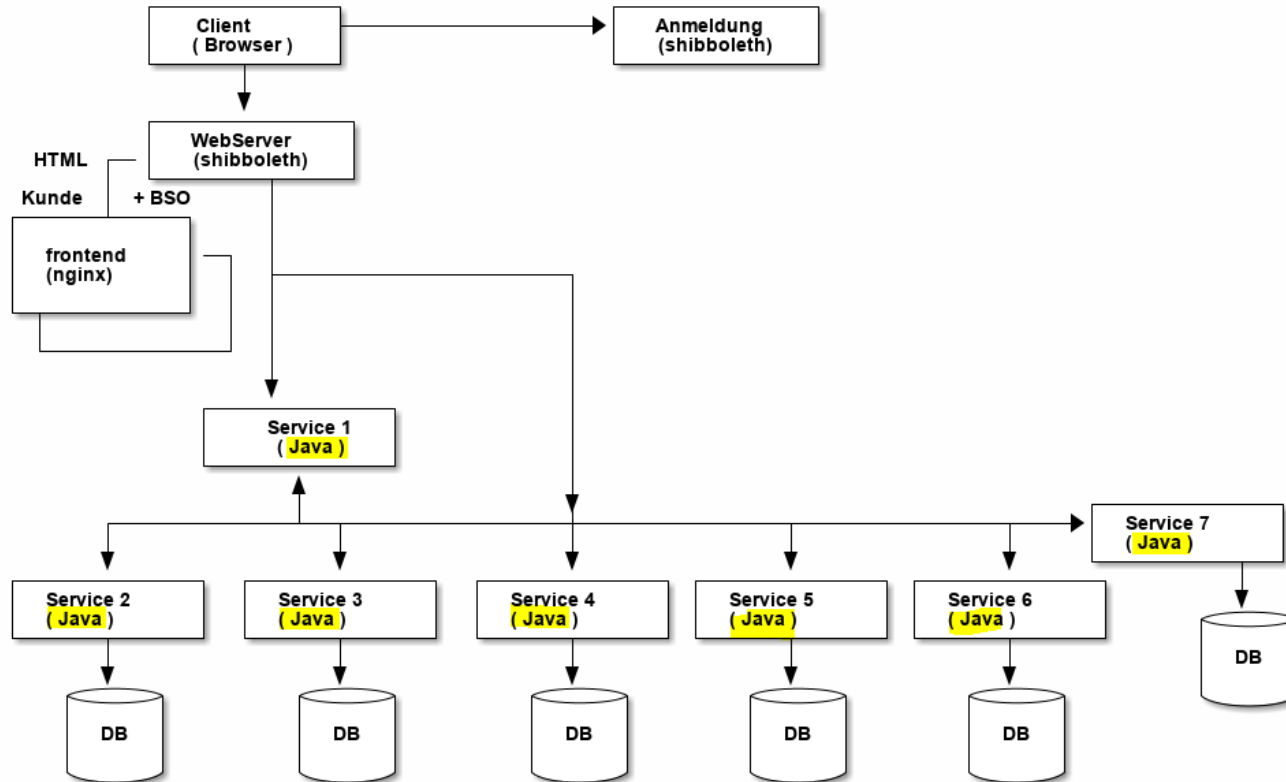 Client
( Browser )
Anmeldung
(shibboleth)
WebServer
(shibboleth)
HTML
Kunde
+ BSO
frontend
(nginx)
Service 1
( Java )
Service 7
( Java )
Service 2
( Java )
Service 3
( Java )
Service 4
( Java )
Service 5
( Java )
Service 6
( Java )
DB
DB
DB
DB
DB
DB